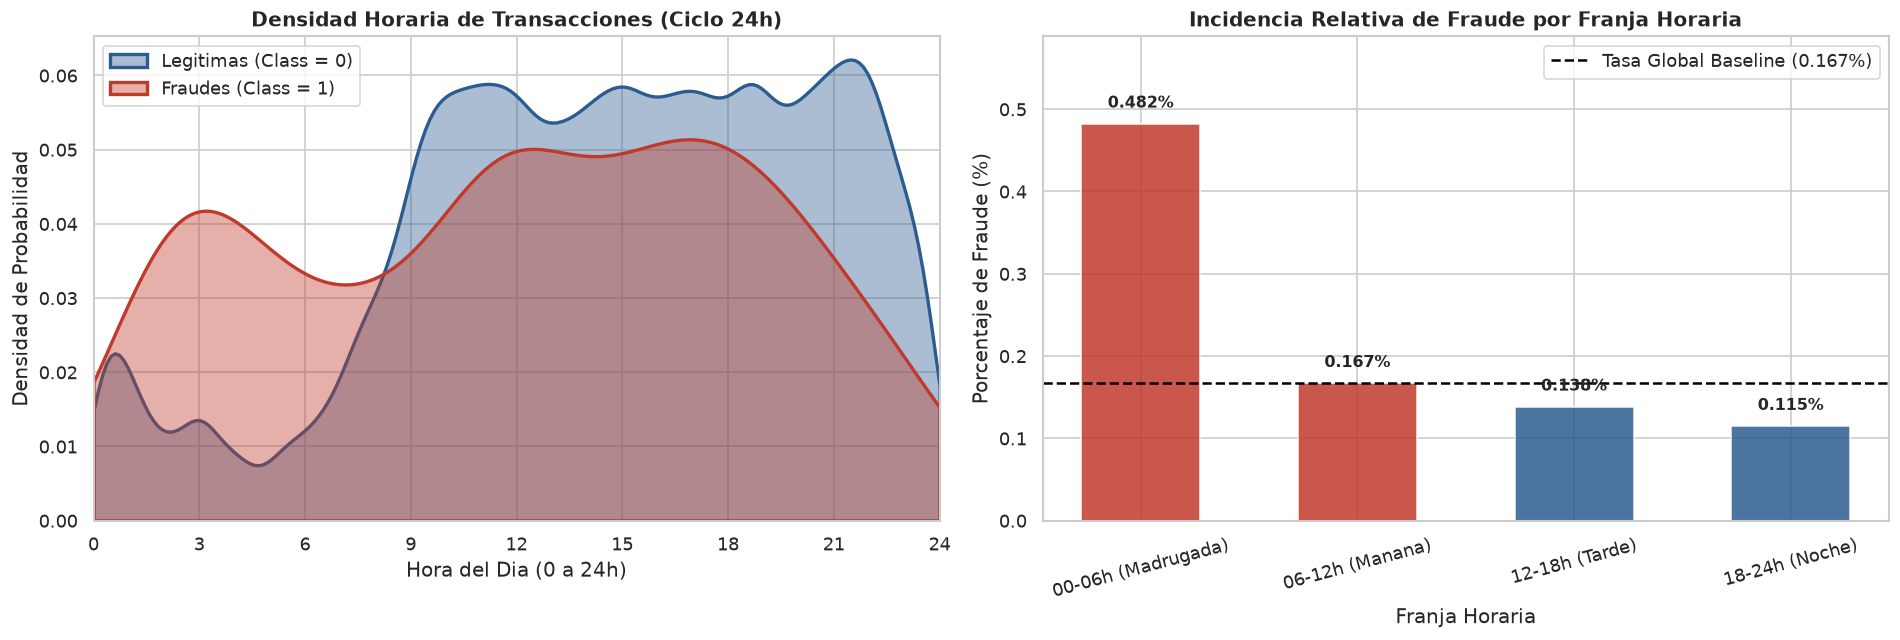 Densidad Horaria de Transacciones (Ciclo 24h)
Legitimas (Class = 0)
Fraudes (Class = 1)
Densidad de Probabilidad
0.06
0.05
0.04
0.03
0.02
0.01
0.00
0 3 6 9 12 15 18 21 24
Hora del Dia (0 a 24h)
Incidencia Relativa de Fraude por Franja Horaria
Tasa Global Baseline (0.167%)
Porcentaje de Fraude (%)
0.5
0.4
0.3
0.2
0.1
0.0
0.482%
0.167%
0.138%
0.115%
00-06h (Madrugada)
06-12h (Manana)
12-18h (Tarde)
18-24h (Noche)
Franja Horaria